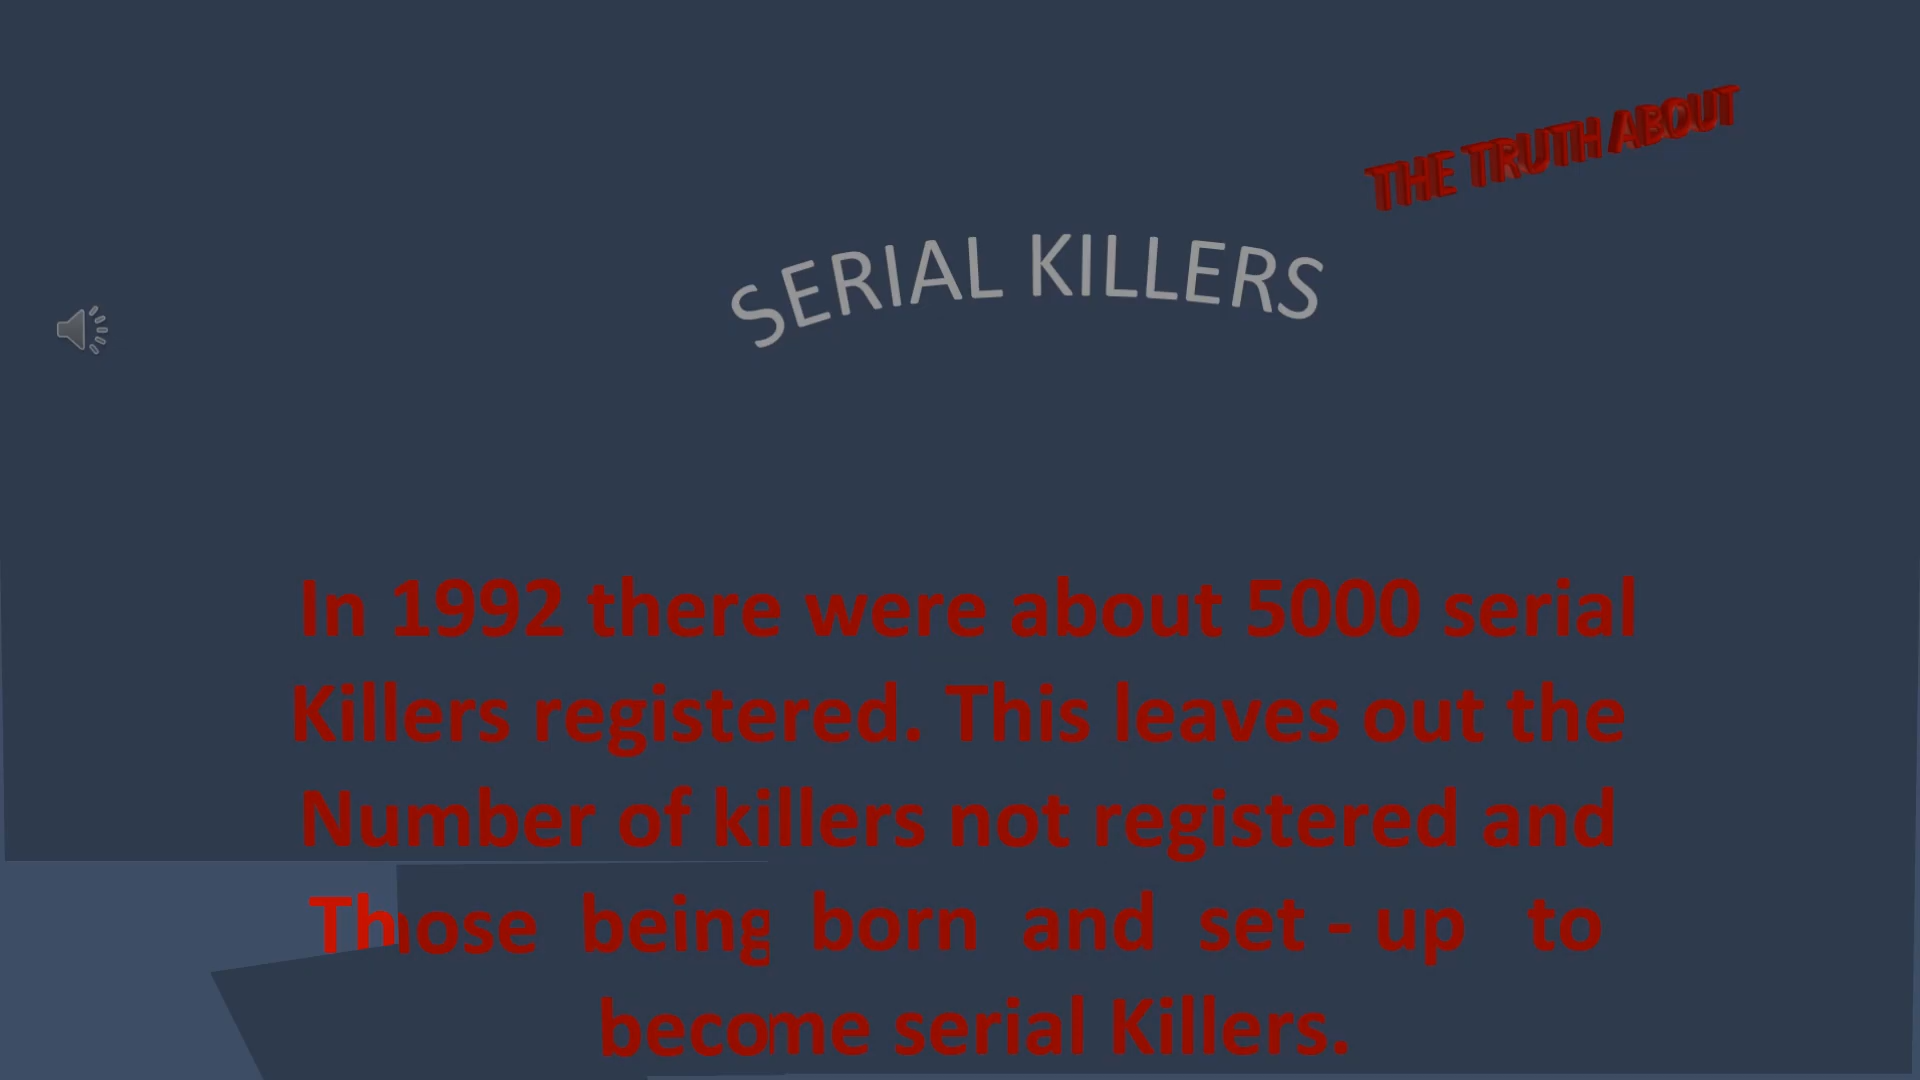 THE TRUTH ABOUT
SERIAL KILLERS
In 1992 there were about 5000 serial
Killers registered. This leaves out the
Number of killers not registered and
Those being born and set - up to
become serial Killers.